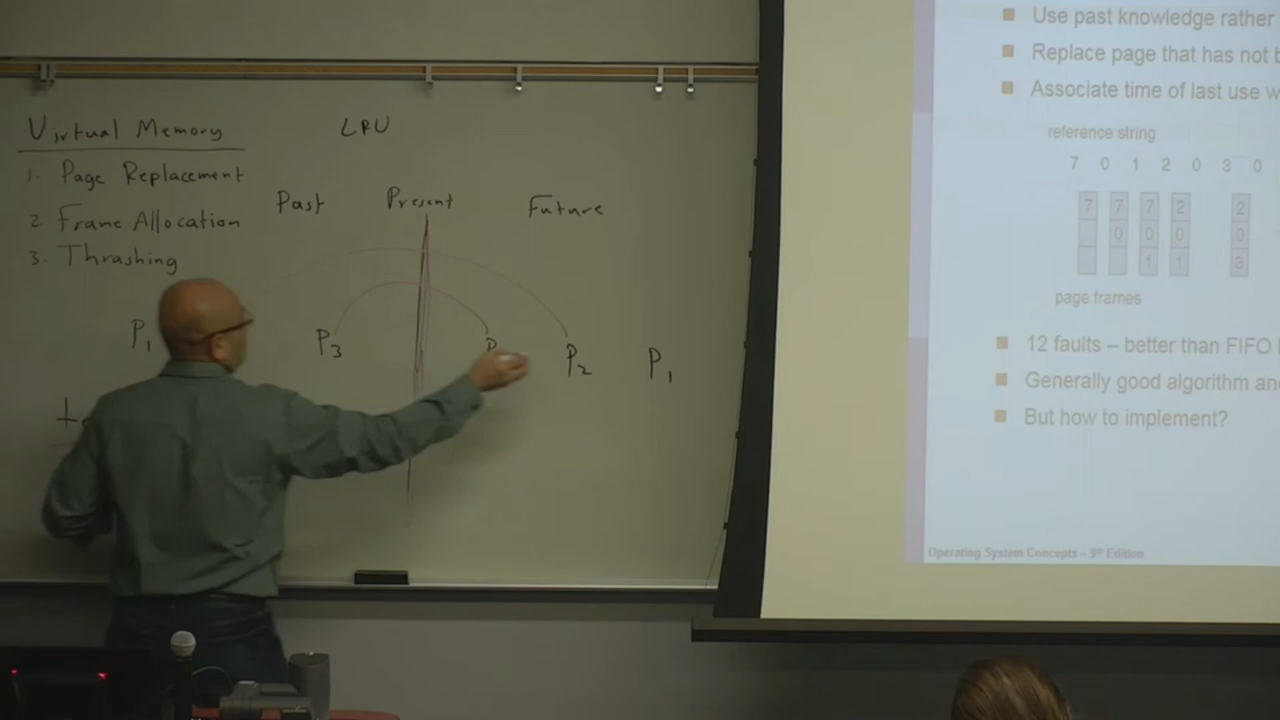 Virtual Memory
1. Page Replacement
2 Frame Allocation
3. Thrashing
LRU
Past Present Future
P1 P3 P2 P1
Use past knowledge rather
Replace page that has not
Associate time of last use
reference string
7 0 1 2 0 3 0
7 7 7 2 2
0 0 0 0
1 1 3
page frames
12 faults – better than FIFO
Generally good algorithm
But how to implement?
Operating System Concepts – 9th Edition